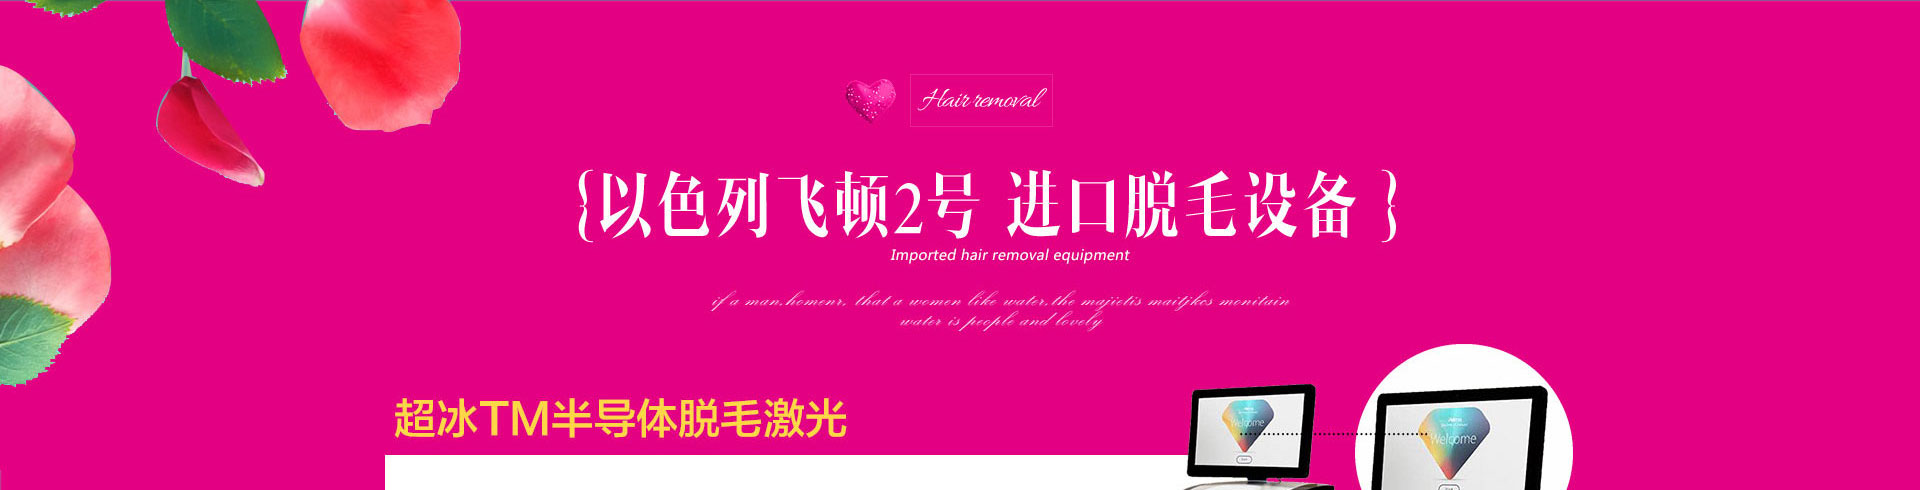 Hair removal
{以色列飞顿2号 进口脱毛设备 }
Imported hair removal equipment
if a man,homenr, that a women like water,the majietis maitjkes monitain
water is people and lovely
超冰TM半导体脱毛激光
Welcome
Welcome